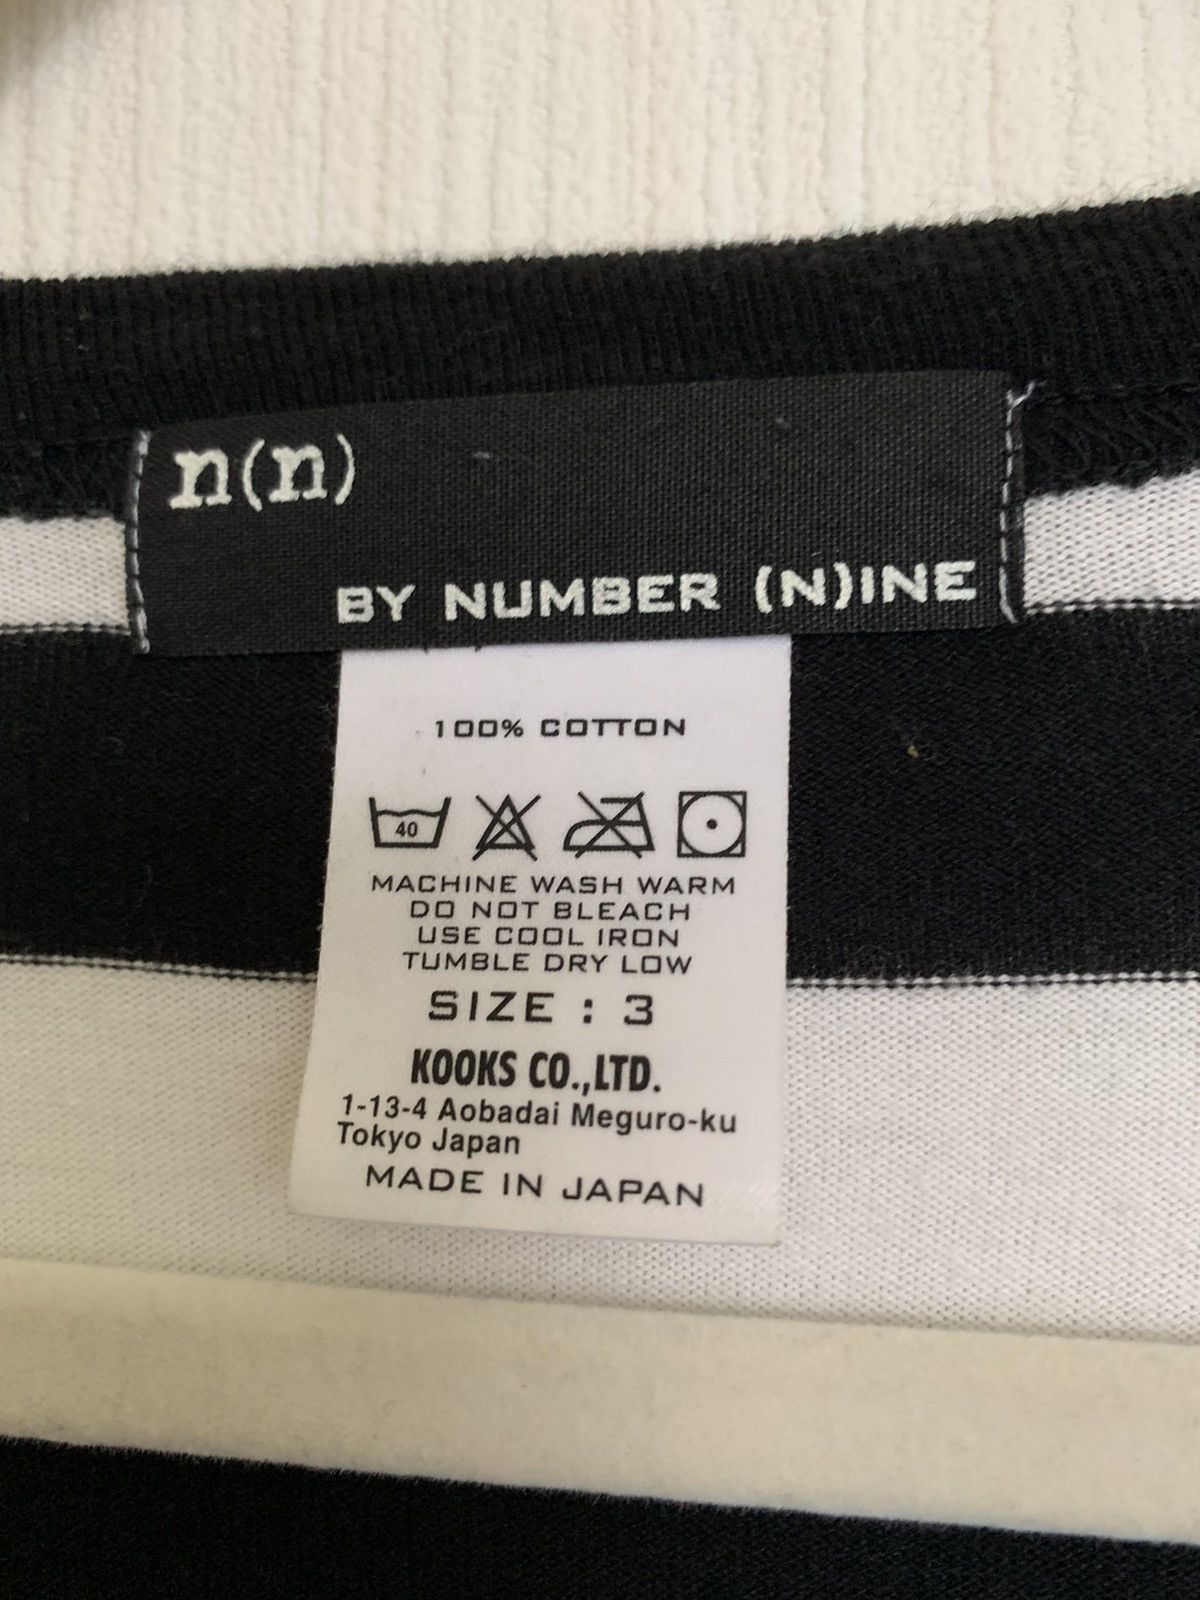 n(n)
BY NUMBER (N)INE
100% COTTON
40
MACHINE WASH WARM
DO NOT BLEACH
USE COOL IRON
TUMBLE DRY LOW
SIZE : 3
KOOKS CO.,LTD.
1-13-4 Aobadai Meguro-ku
Tokyo Japan
MADE IN JAPAN